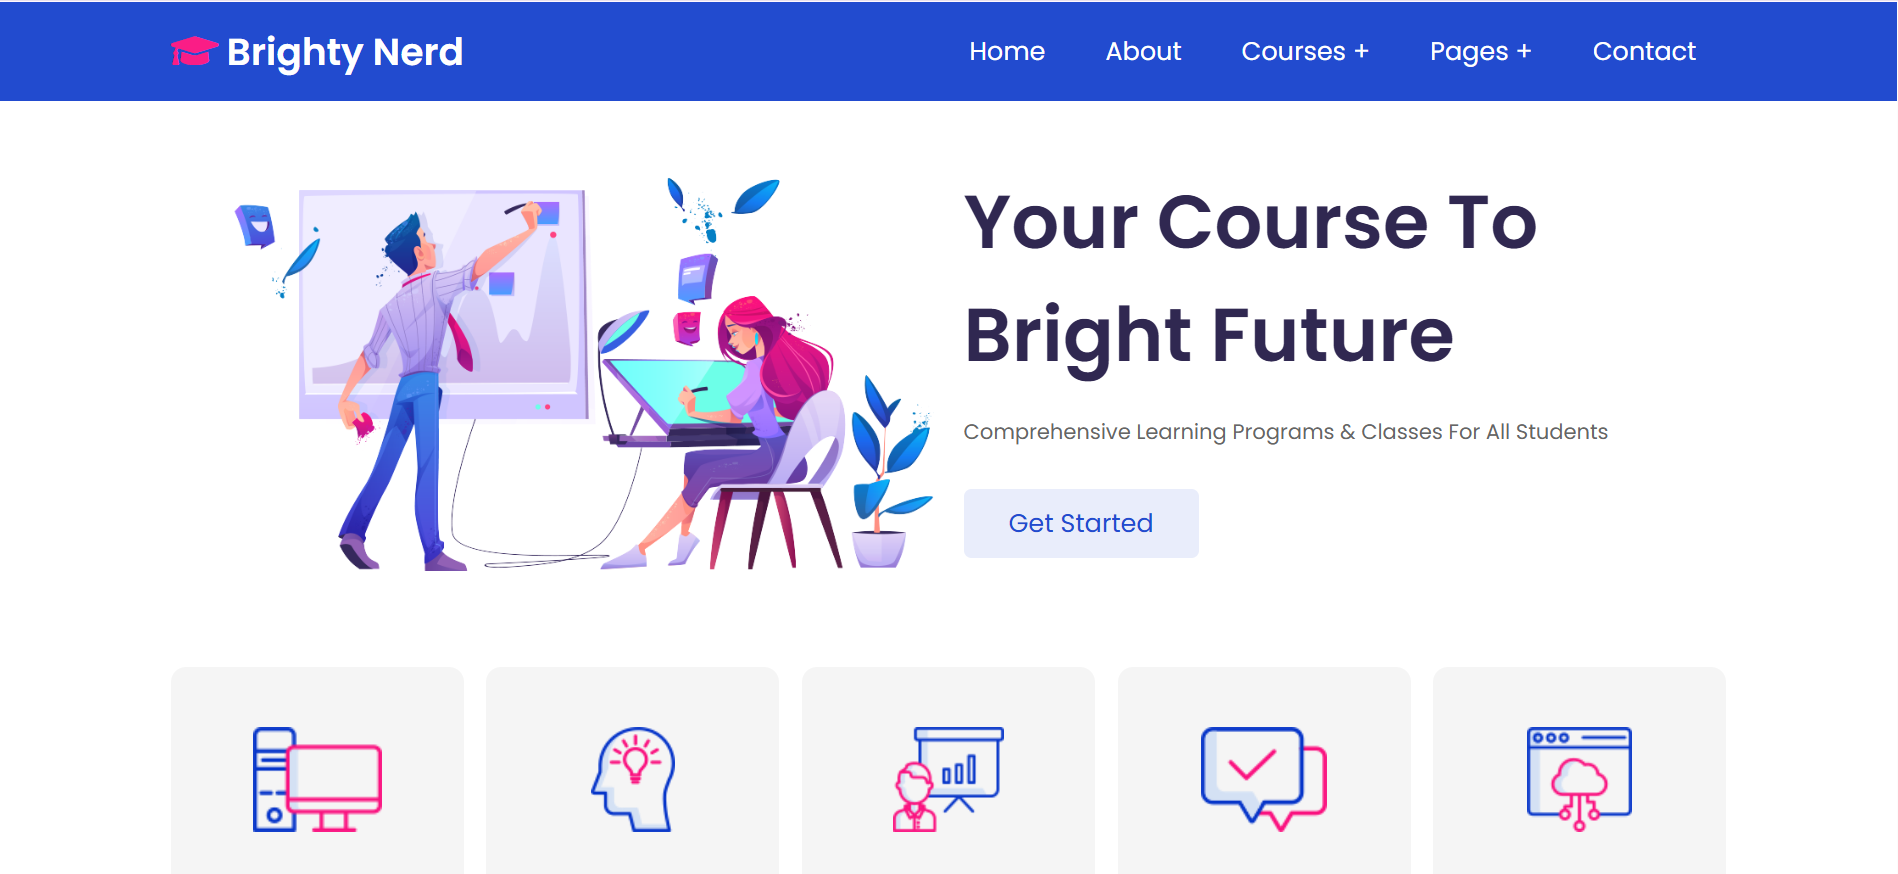 Brighty Nerd
Home About Courses + Pages + Contact
Your Course To
Bright Future
Comprehensive Learning Programs & Classes For All Students
Get Started